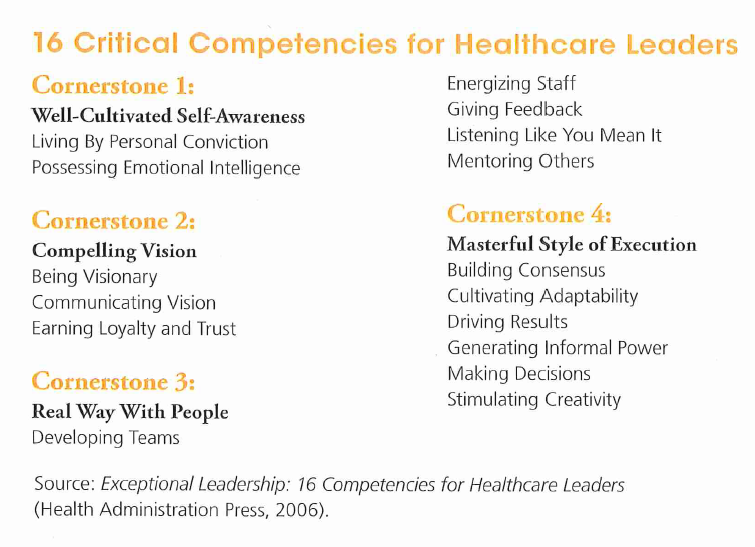 16 Critical Competencies for Healthcare Leaders
Cornerstone 1:
Well-Cultivated Self-Awareness
Living By Personal Conviction
Possessing Emotional Intelligence
Cornerstone 2:
Compelling Vision
Being Visionary
Communicating Vision
Earning Loyalty and Trust
Cornerstone 3:
Real Way With People
Developing Teams
Energizing Staff
Giving Feedback
Listening Like You Mean It
Mentoring Others
Cornerstone 4:
Masterful Style of Execution
Building Consensus
Cultivating Adaptability
Driving Results
Generating Informal Power
Making Decisions
Stimulating Creativity
Source: Exceptional Leadership: 16 Competencies for Healthcare Leaders
(Health Administration Press, 2006).